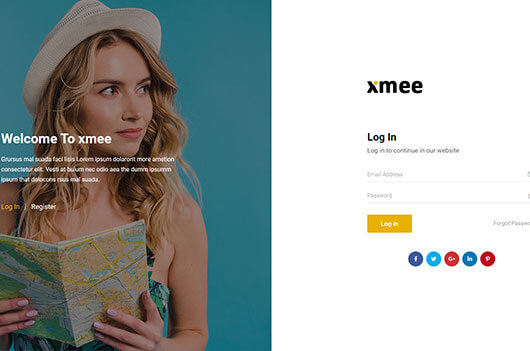 Welcome To xmee
Grursus mal suada faci lisis Lorem ipsum dolarorit more ametion
consectetur elit. Vesti at bulum nec odio aea the dumm ipsumm
ipsum that dolocons rsus mal suada.
Log In
Register
xmee
Log In
Log in to continue in our website
Email Address
Password
Log in
Forgot Passw
f
G+
in